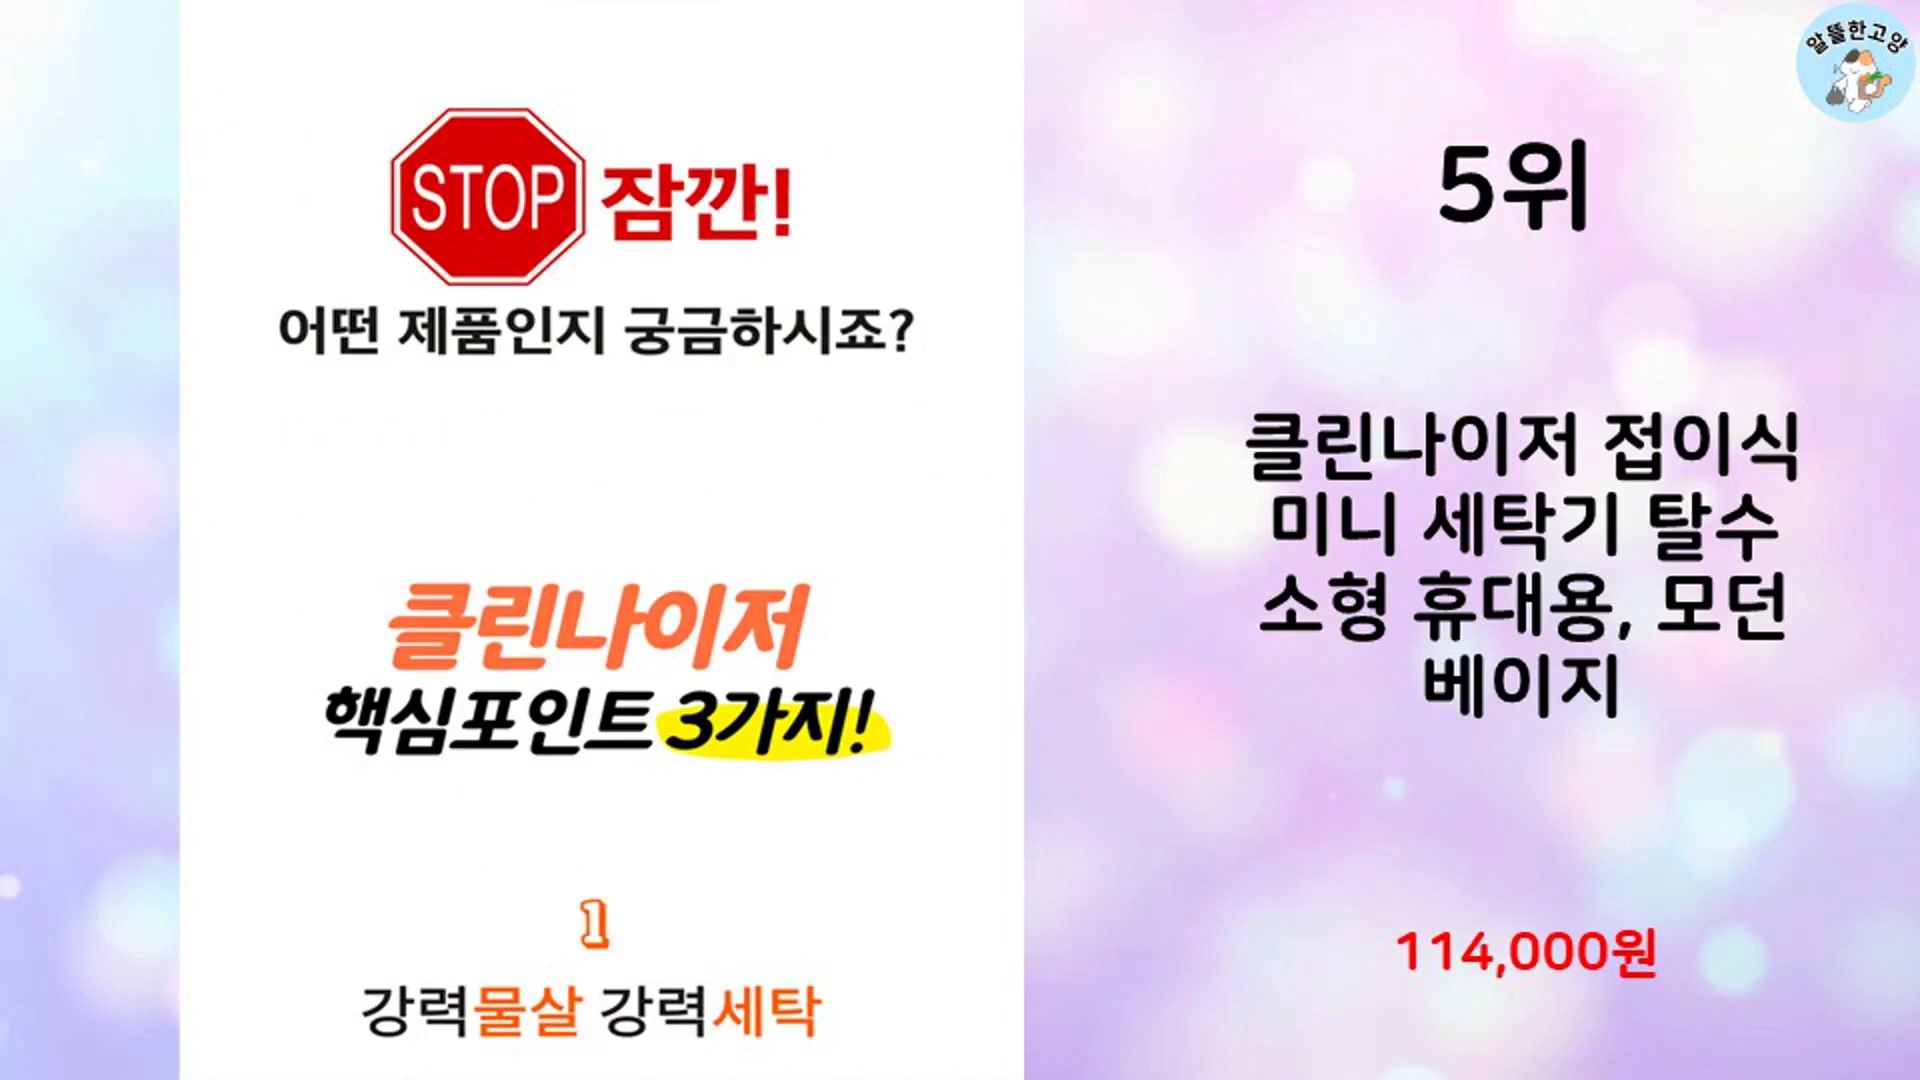 STOP 잠깐!
어떤 제품인지 궁금하시죠?
클린나이저
핵심포인트 3가지!
1
강력물살 강력세탁
알뜰한고양
5위
클린나이저 접이식
미니 세탁기 탈수
소형 휴대용, 모던
베이지
114,000원